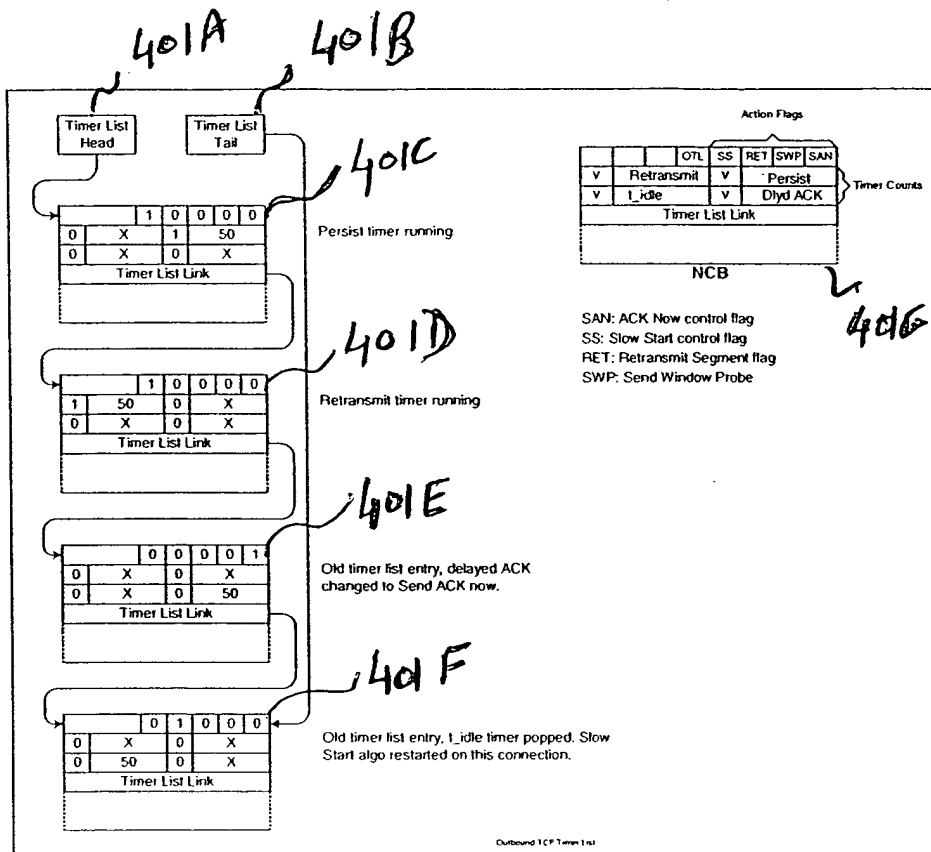 401A
401B
Timer List
Head
Timer List
Tail
401C
1 0 0 0 0
0 X 1 50
0 X 0 X
Timer List Link
Persist timer running
401D
1 0 0 0 0
1 50 0 X
0 X 0 X
Timer List Link
Retransmit timer running
401E
0 0 0 0 1
0 X 0 X
0 X 0 50
Timer List Link
Old timer list entry, delayed ACK
changed to Send ACK now.
401F
0 1 0 0 0
0 X 0 X
0 50 0 X
Timer List Link
Old timer list entry, t_idle timer popped. Slow
Start algo restarted on this connection.
Action Flags
OTL SS RET SWP SAN
v Retransmit v Persist
v t_idle v Dlyd ACK
Timer Counts
Timer List Link
NCB
401G
SAN: ACK Now control flag
SS: Slow Start control flag
RET: Retransmit Segment flag
SWP: Send Window Probe
Outbound TCP Timer List